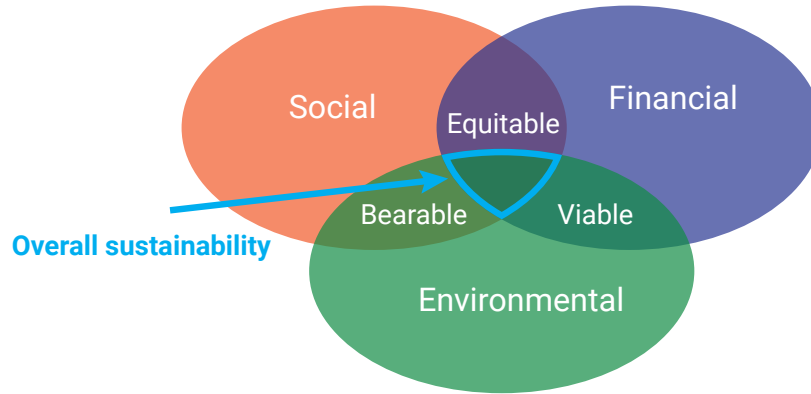 Social
Financial
Equitable
Bearable
Viable
Overall sustainability
Environmental